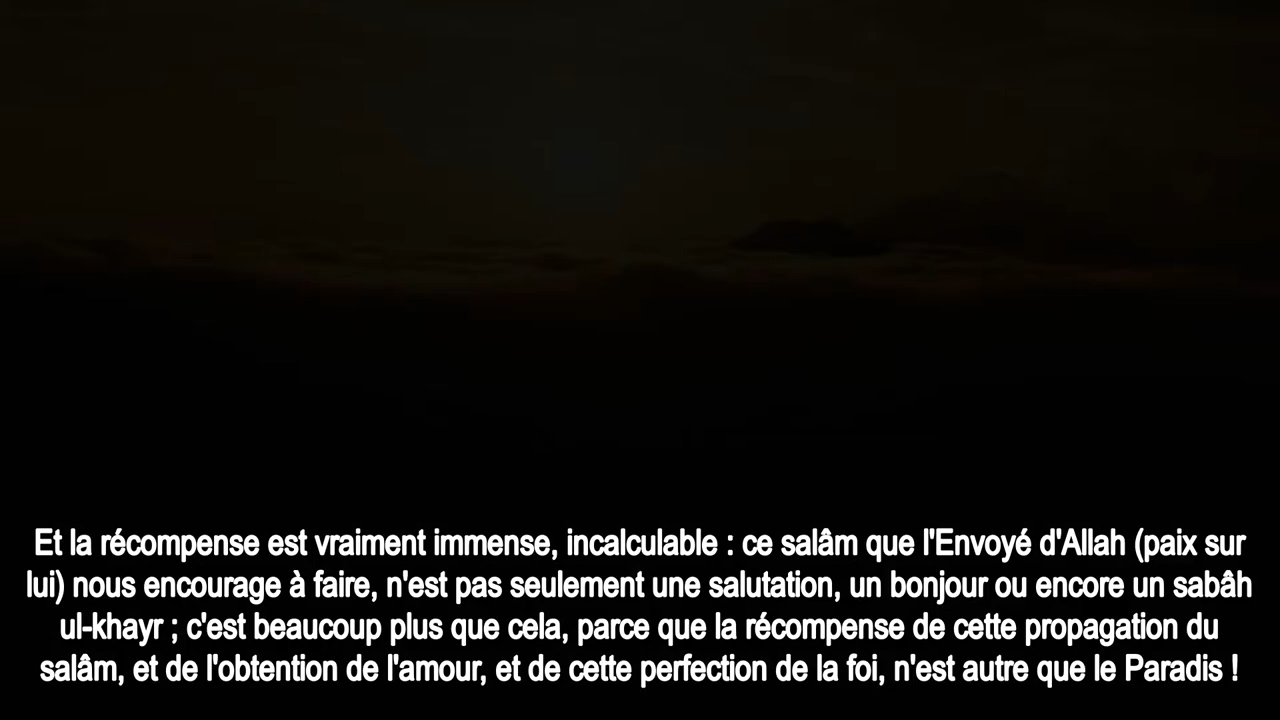 Et la récompense est vraiment immense, incalculable : ce salâm que l'Envoyé d'Allah (paix sur
lui) nous encourage à faire, n'est pas seulement une salutation, un bonjour ou encore un sabâh
ul-khayr ; c'est beaucoup plus que cela, parce que la récompense de cette propagation du
salâm, et de l'obtention de l'amour, et de cette perfection de la foi, n'est autre que le Paradis !